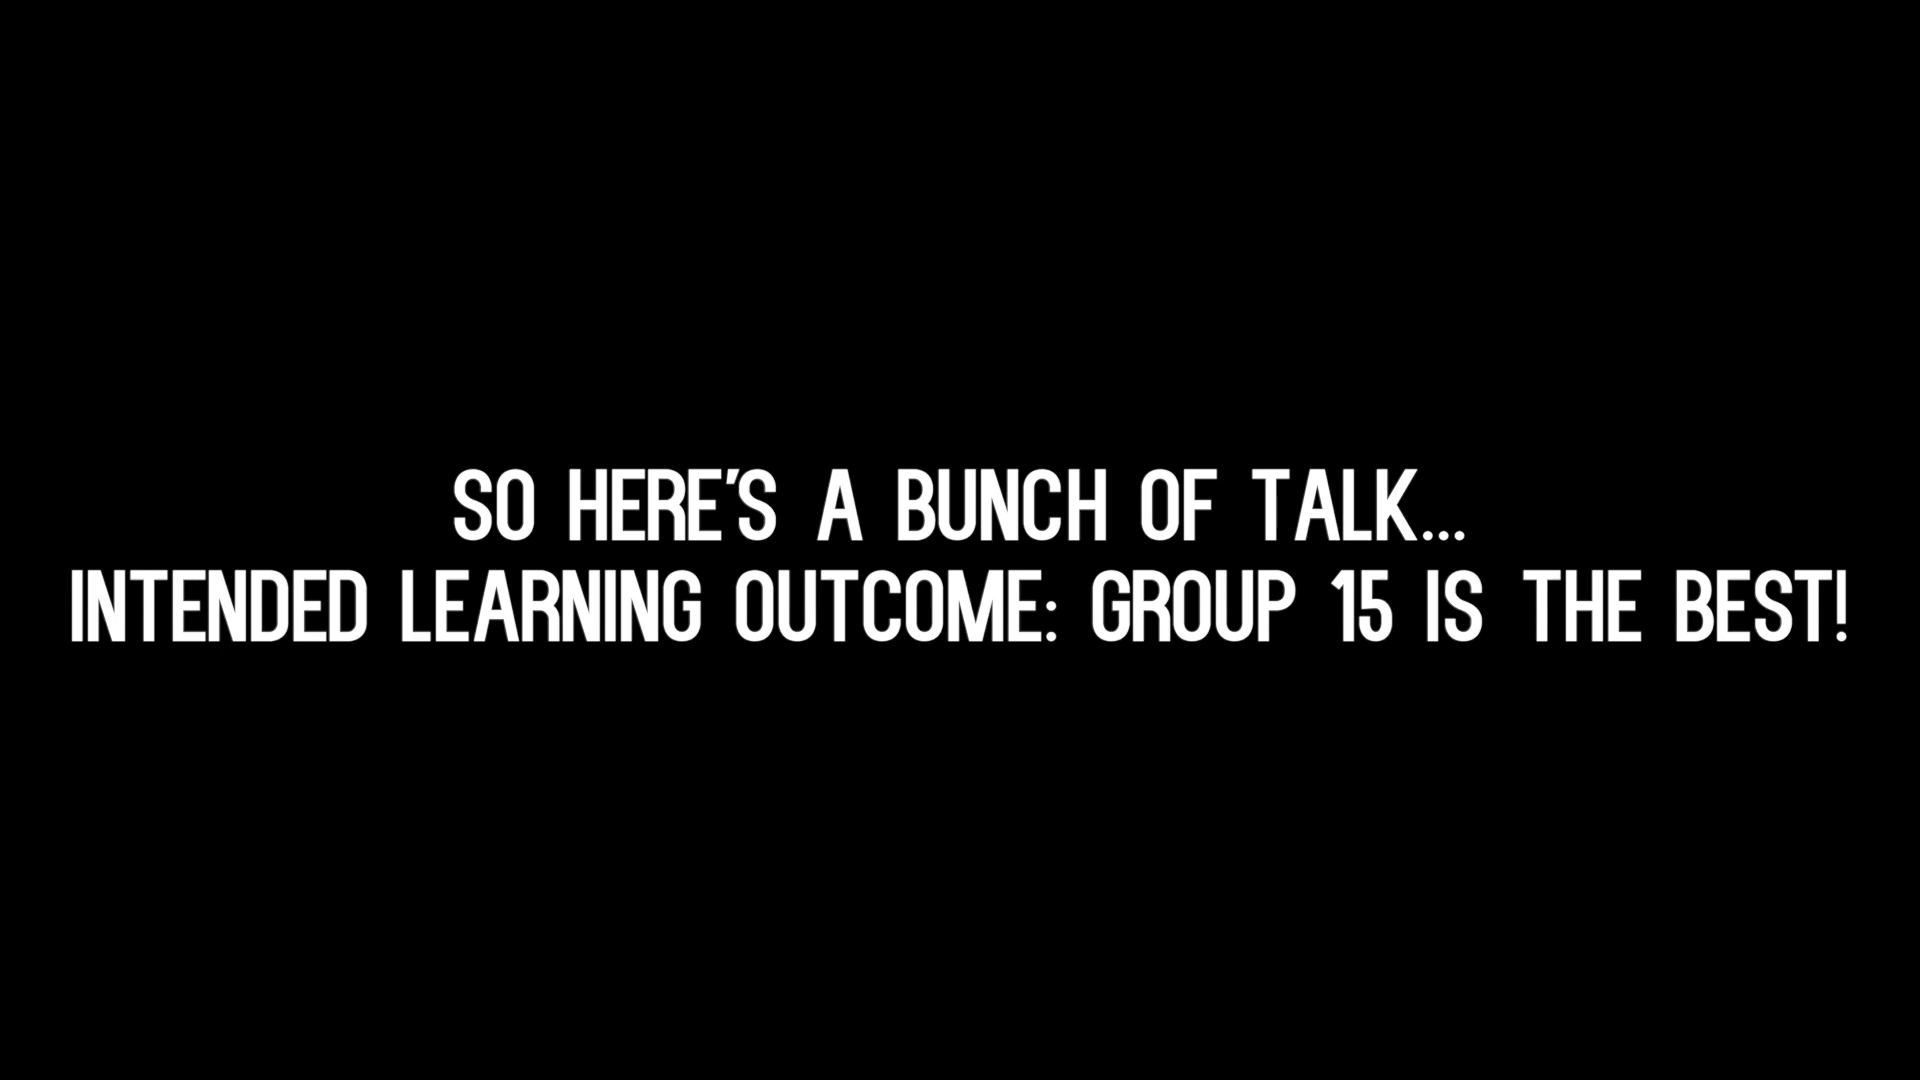 SO HERE'S A BUNCH OF TALK...
INTENDED LEARNING OUTCOME: GROUP 15 IS THE BEST!